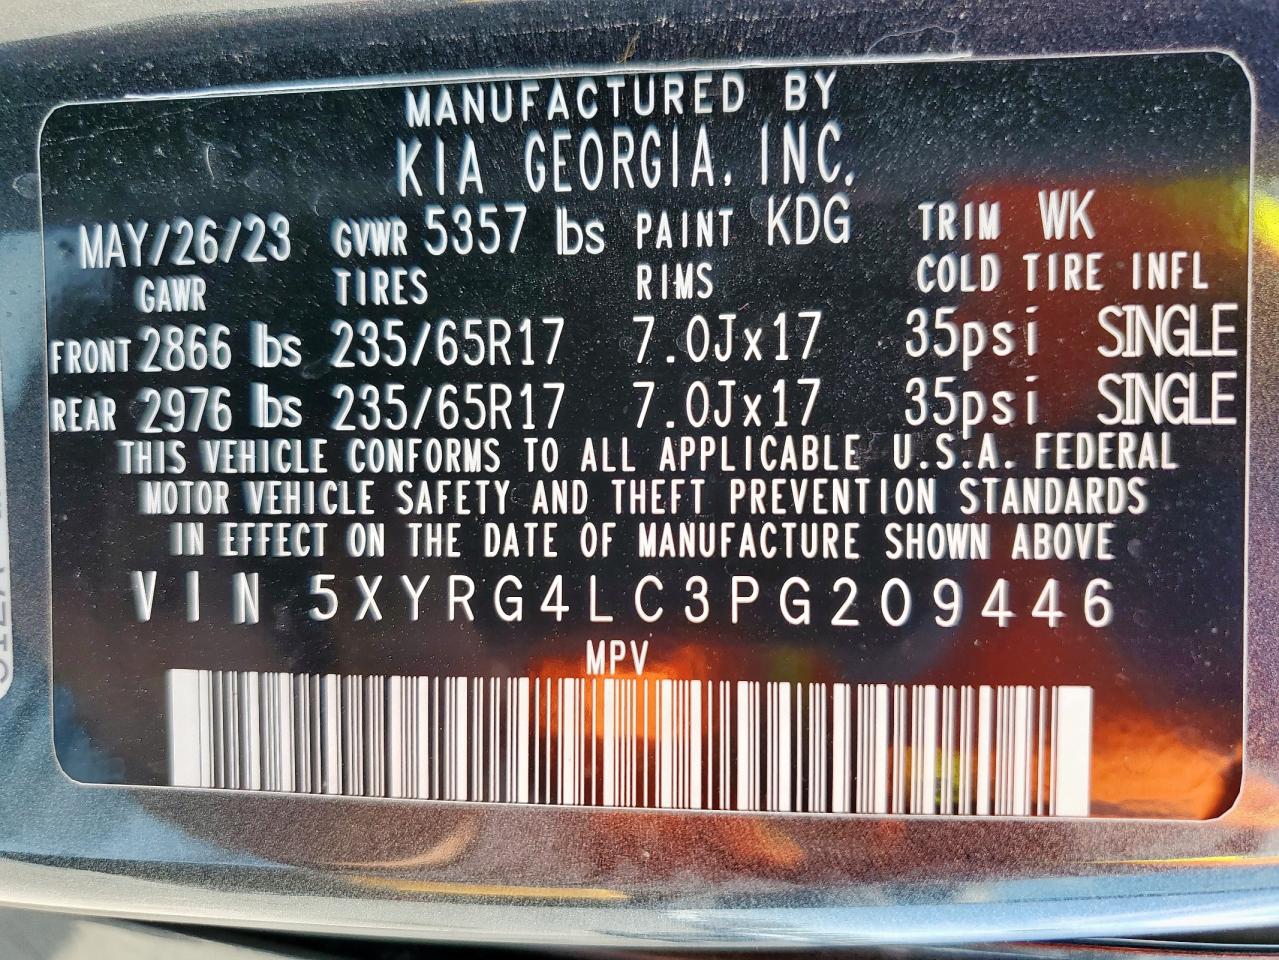 MANUFACTURED BY
KIA GEORGIA, INC.
MAY/26/23 GVWR 5357 lbs PAINT KDG TRIM WK
GAWR TIRES RIMS COLD TIRE INFL
FRONT 2866 lbs 235/65R17 7.0Jx17 35psi SINGLE
REAR 2976 lbs 235/65R17 7.0Jx17 35psi SINGLE
THIS VEHICLE CONFORMS TO ALL APPLICABLE U.S.A. FEDERAL
MOTOR VEHICLE SAFETY AND THEFT PREVENTION STANDARDS
IN EFFECT ON THE DATE OF MANUFACTURE SHOWN ABOVE
VIN 5XYRG4LC3PG209446
MPV